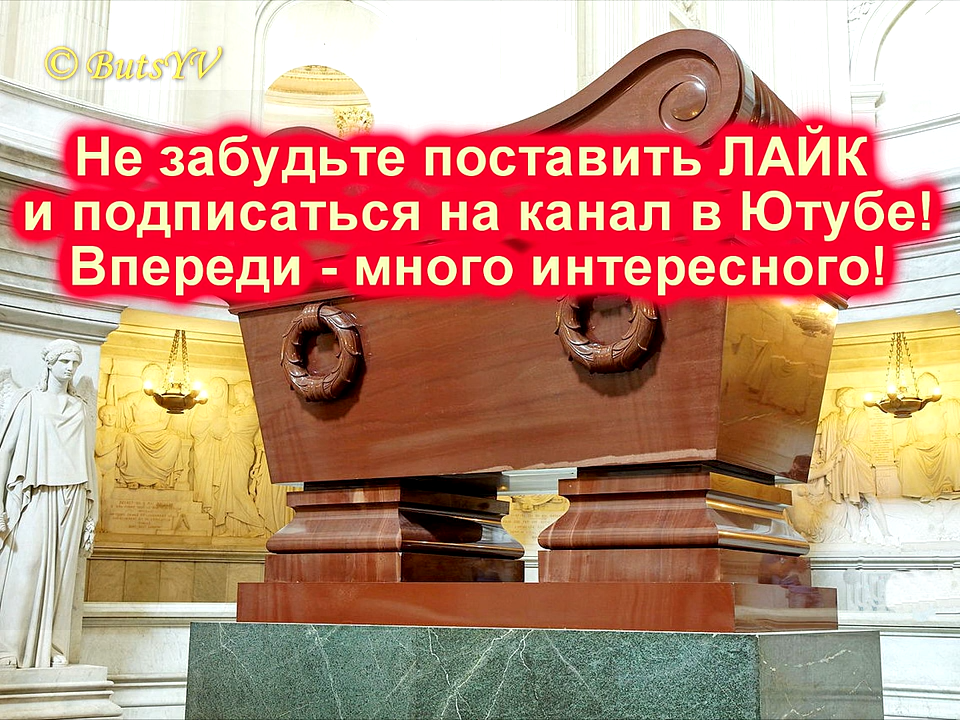 © ButsYV
Не забудьте поставить ЛАЙК
и подписаться на канал в Ютубе!
Впереди - много интересного!